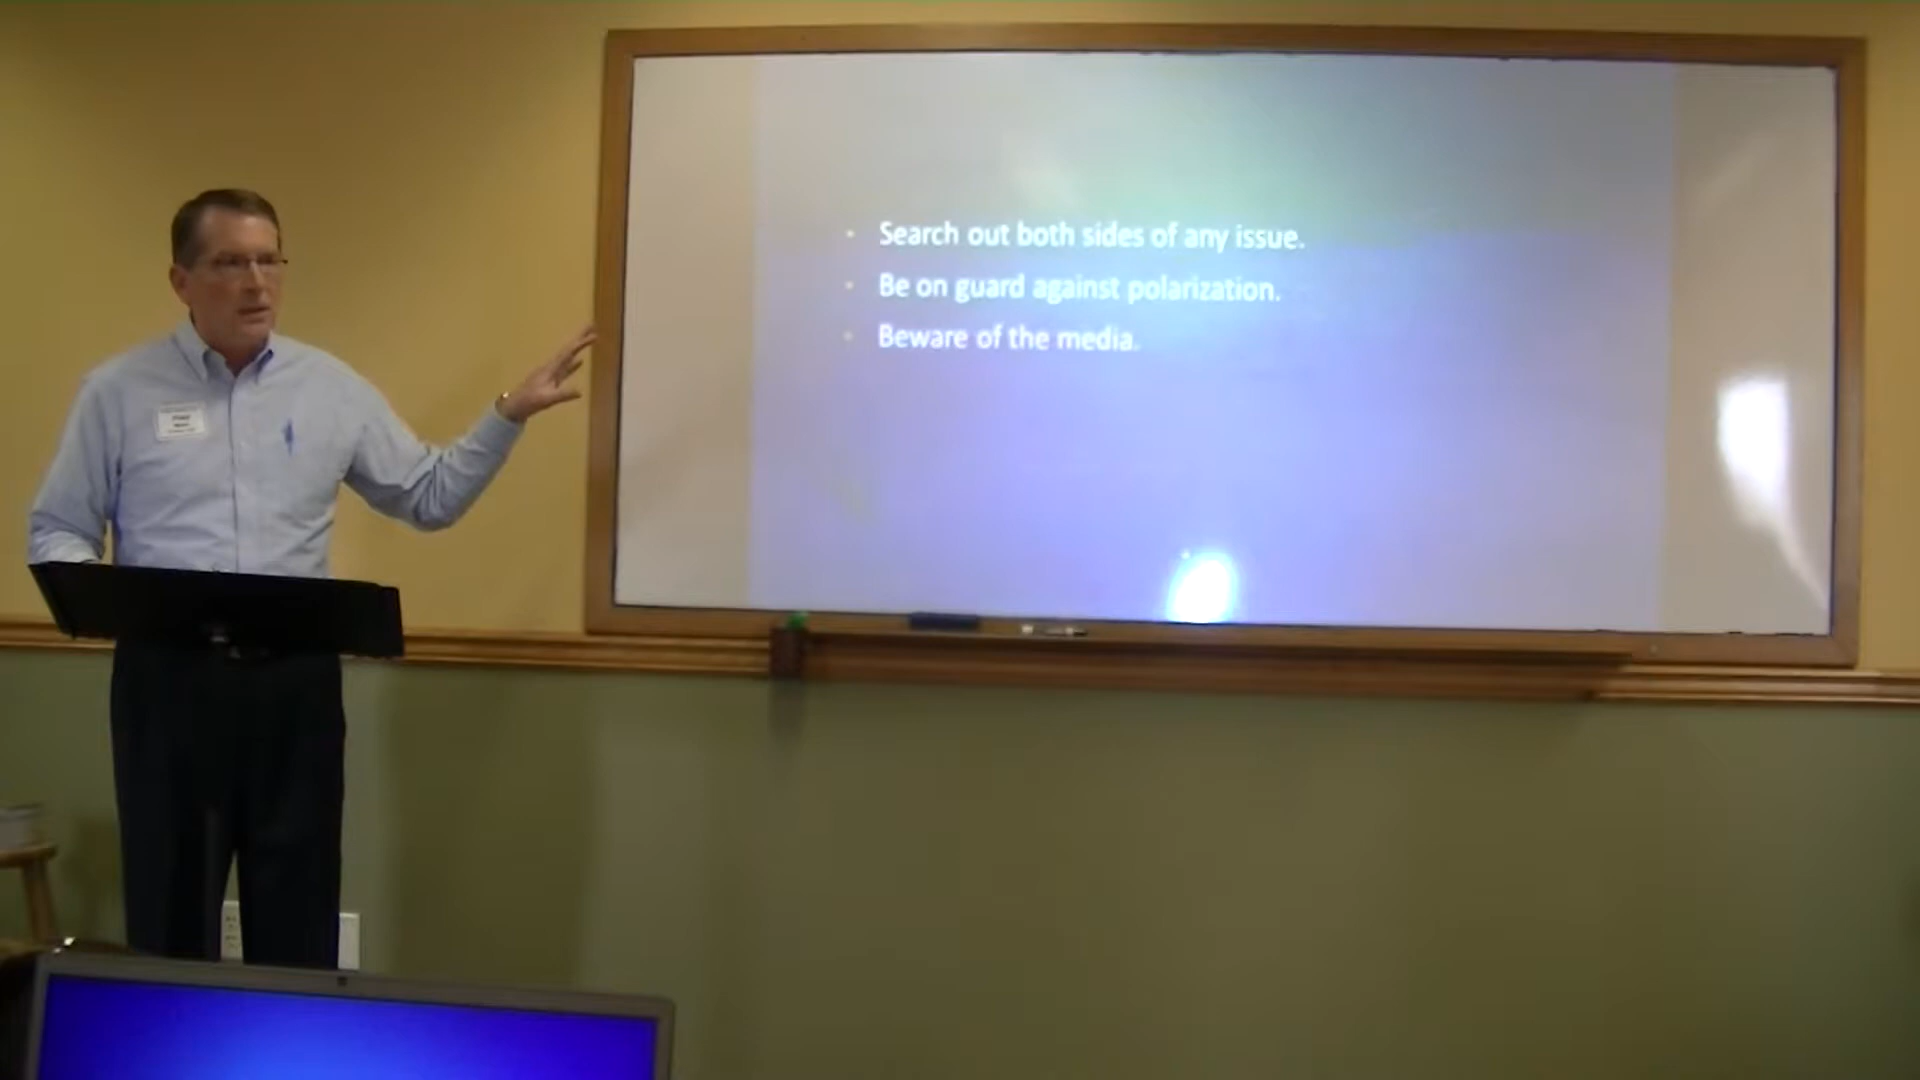 • Search out both sides of any issue.
• Be on guard against polarization.
• Beware of the media.